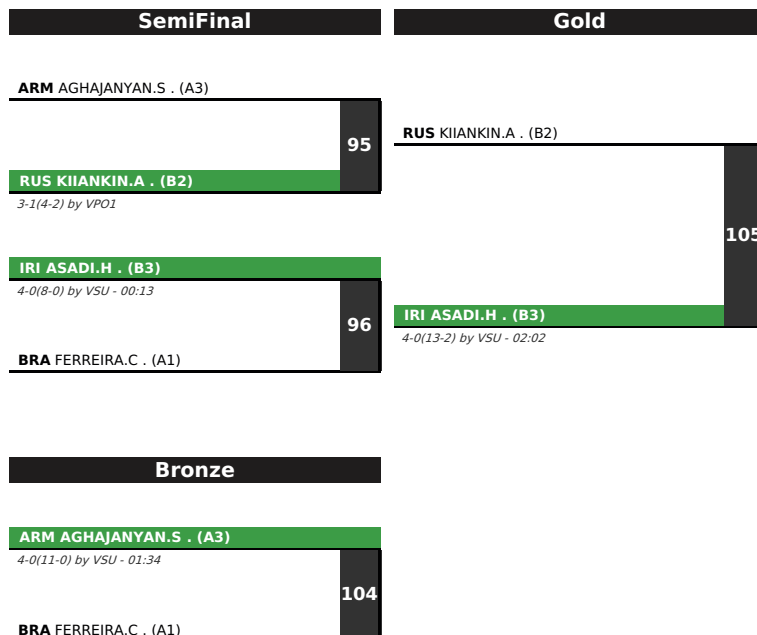 SemiFinal
ARM AGHAJANYAN.S . (A3)
95
RUS KIIANKIN.A . (B2)
3-1(4-2) by VPO1
IRI ASADI.H . (B3)
4-0(8-0) by VSU - 00:13
96
BRA FERREIRA.C . (A1)
Gold
RUS KIIANKIN.A . (B2)
105
IRI ASADI.H . (B3)
4-0(13-2) by VSU - 02:02
Bronze
ARM AGHAJANYAN.S . (A3)
4-0(11-0) by VSU - 01:34
104
BRA FERREIRA.C . (A1)